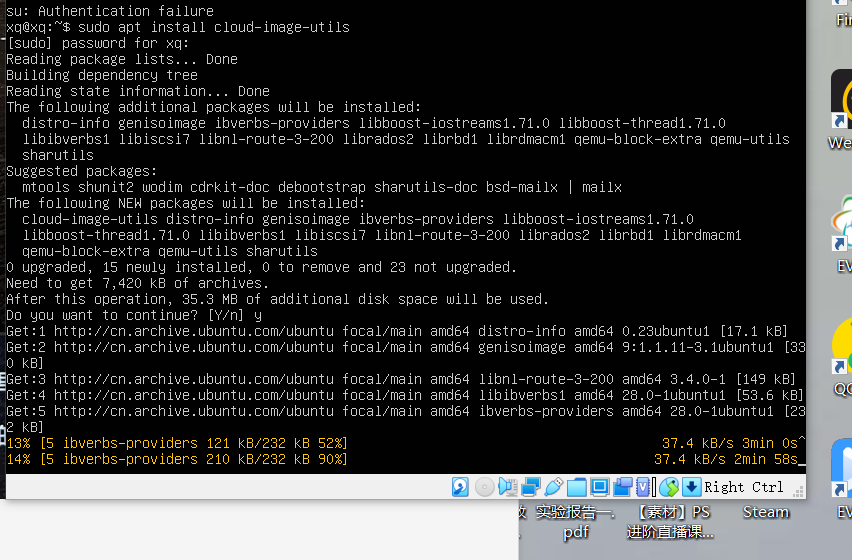 su: Authentication failure
xq@xq:~$ sudo apt install cloud-image-utils
[sudo] password for xq:
Reading package lists... Done
Building dependency tree
Reading state information... Done
The following additional packages will be installed:
  distro-info genisoimage ibverbs-providers libboost-iostreams1.71.0 libboost-thread1.71.0
  libibverbs1 libiscsi7 libnl-route-3-200 librados2 librbd1 librdmacm1 qemu-block-extra qemu-utils
  sharutils
Suggested packages:
  mtools shunit2 wodim cdrkit-doc debootstrap sharutils-doc bsd-mailx | mailx
The following NEW packages will be installed:
  cloud-image-utils distro-info genisoimage ibverbs-providers libboost-iostreams1.71.0
  libboost-thread1.71.0 libibverbs1 libiscsi7 libnl-route-3-200 librados2 librbd1 librdmacm1
  qemu-block-extra qemu-utils sharutils
0 upgraded, 15 newly installed, 0 to remove and 23 not upgraded.
Need to get 7,420 kB of archives.
After this operation, 35.3 MB of additional disk space will be used.
Do you want to continue? [Y/n] y
Get:1 http://cn.archive.ubuntu.com/ubuntu focal/main amd64 distro-info amd64 0.23ubuntu1 [17.1 kB]
Get:2 http://cn.archive.ubuntu.com/ubuntu focal/main amd64 genisoimage amd64 9:1.1.11-3.1ubuntu1 [33
0 kB]
Get:3 http://cn.archive.ubuntu.com/ubuntu focal/main amd64 libnl-route-3-200 amd64 3.4.0-1 [149 kB]
Get:4 http://cn.archive.ubuntu.com/ubuntu focal/main amd64 libibverbs1 amd64 28.0-1ubuntu1 [53.6 kB]
Get:5 http://cn.archive.ubuntu.com/ubuntu focal/main amd64 ibverbs-providers amd64 28.0-1ubuntu1 [23
2 kB]
13% [5 ibverbs-providers 121 kB/232 kB 52%] 37.4 kB/s 3min 0s^
14% [5 ibverbs-providers 210 kB/232 kB 90%] 37.4 kB/s 2min 58s_
Right Ctrl
实验报告一.
pdf
【素材】PS
进阶直播课...
Steam